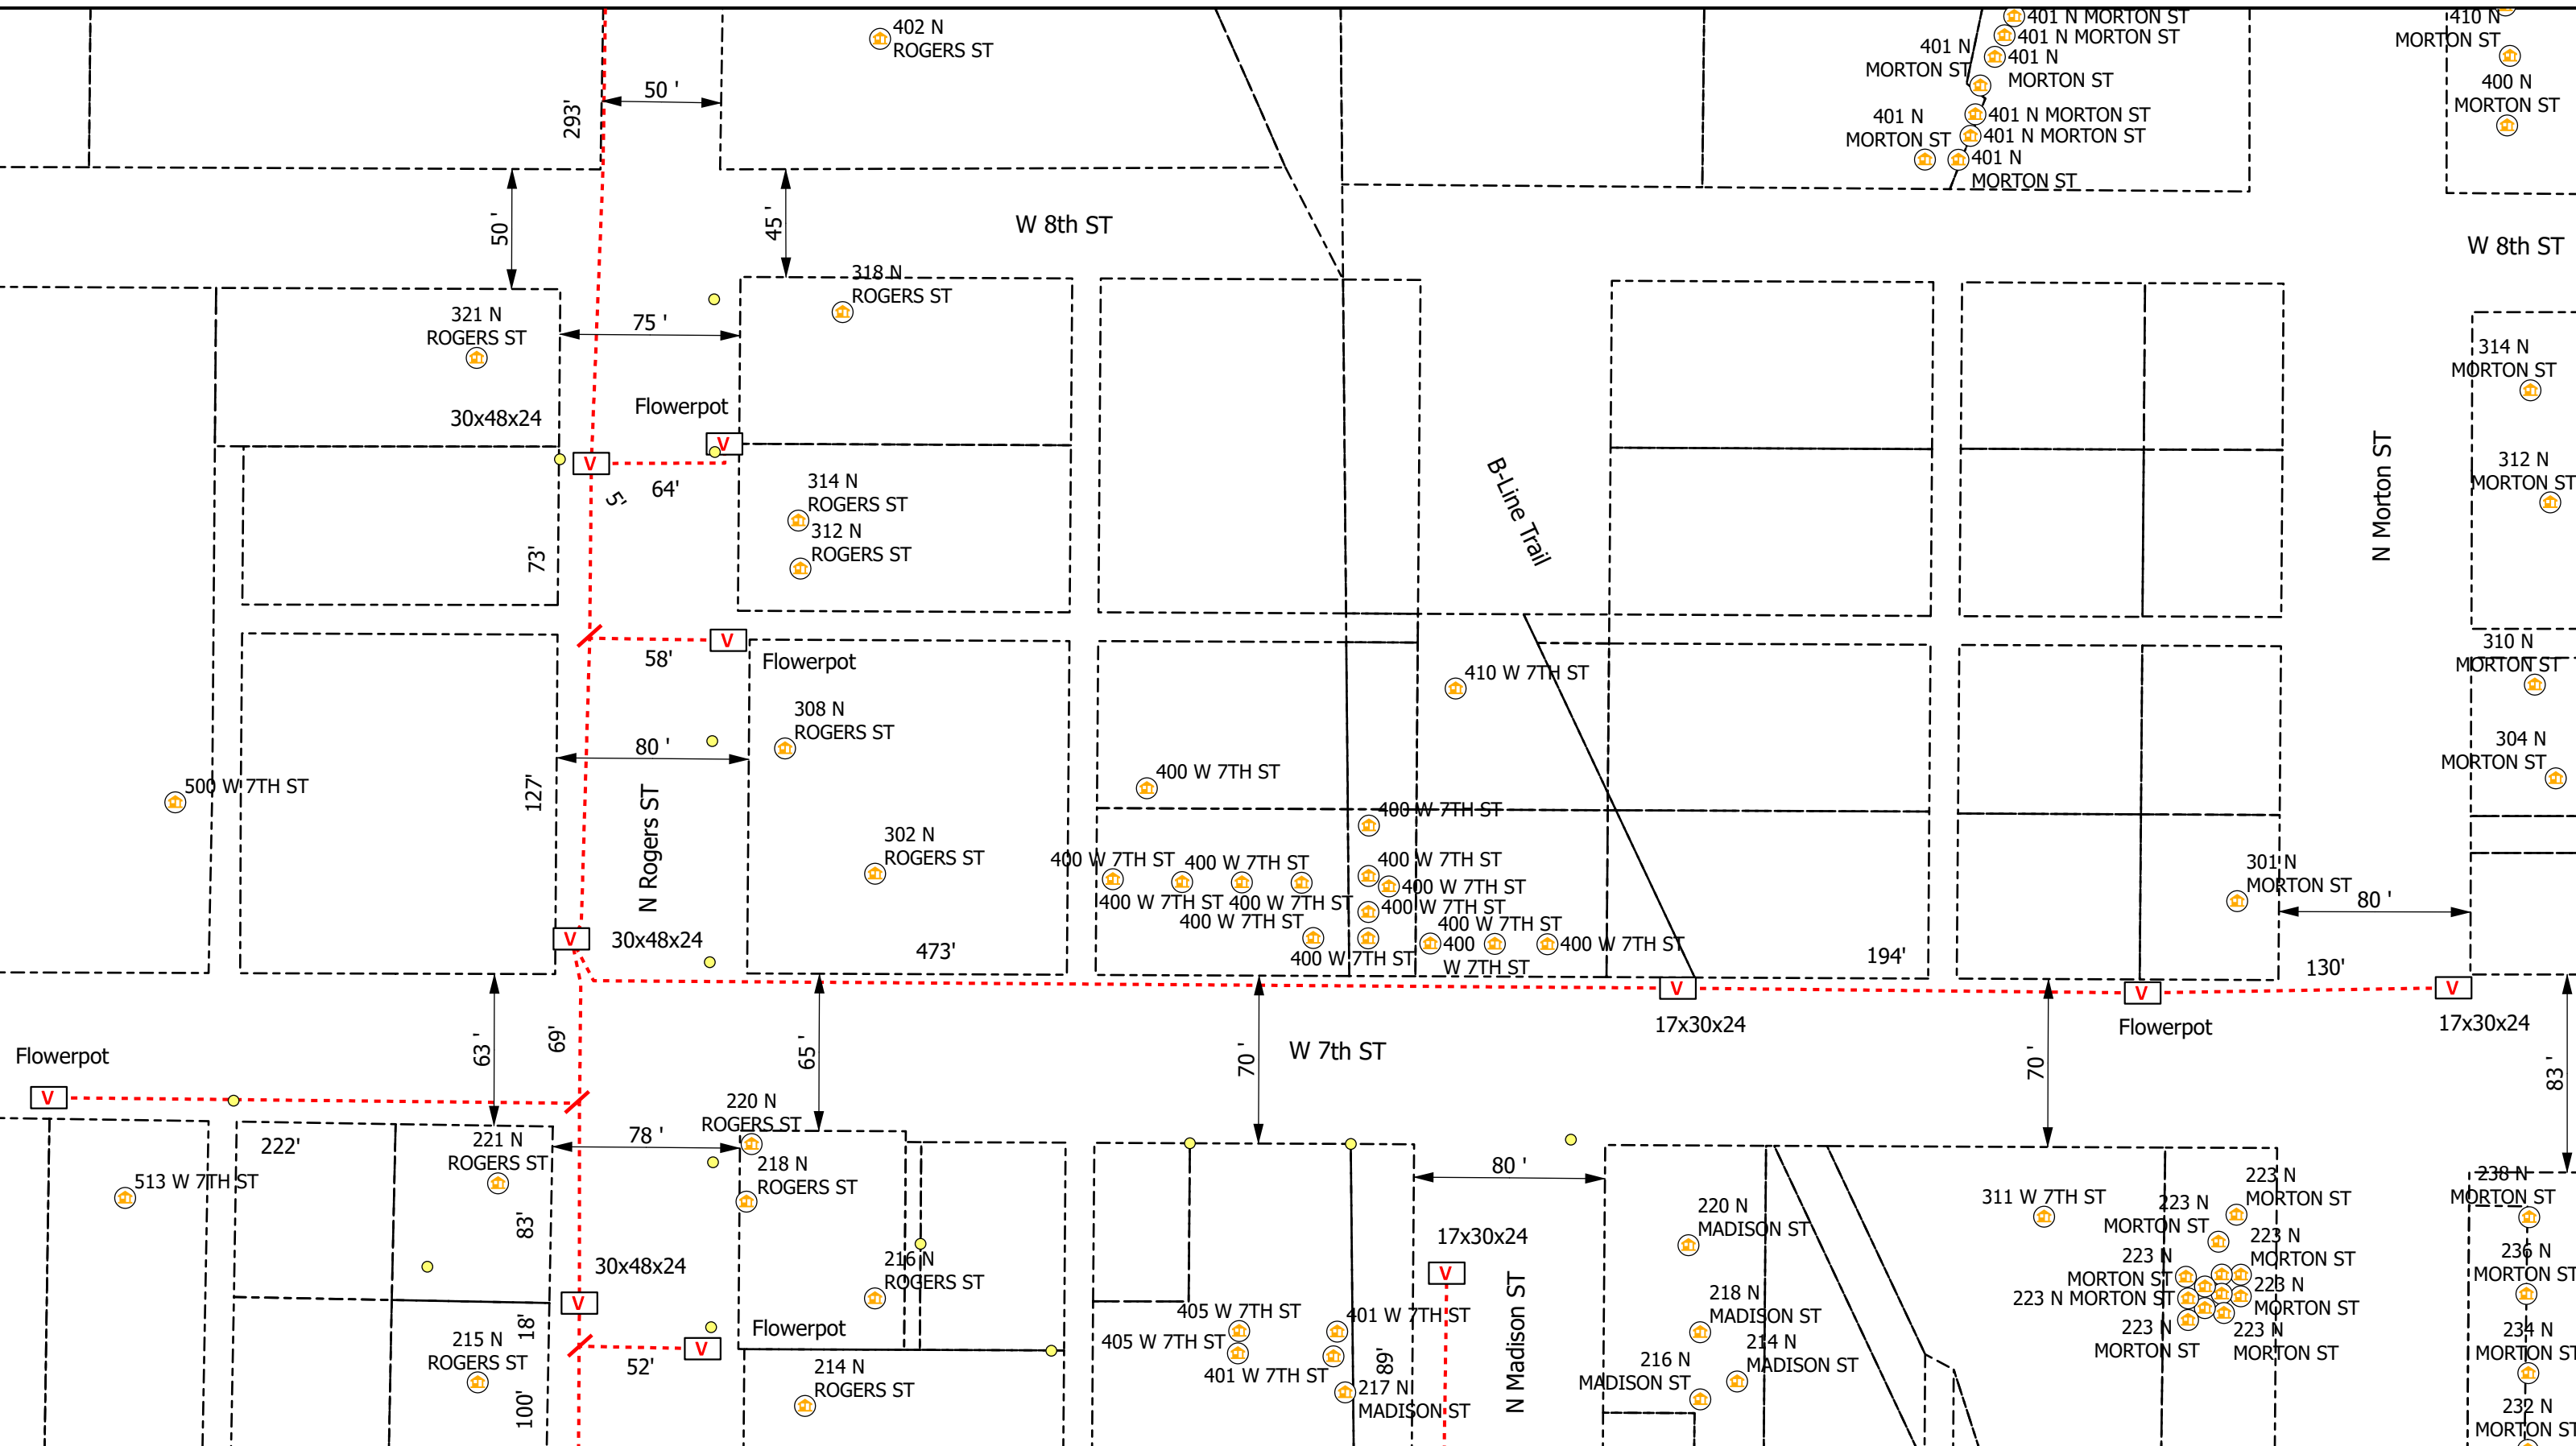 402 N
ROGERS ST
401 N MORTON ST
401 N MORTON ST
401 N
MORTON ST
401 N
MORTON ST
401 N MORTON ST
401 N MORTON ST
401 N
MORTON ST
401 N
MORTON ST
410 N
MORTON ST
400 N
MORTON ST
50 '
293'
50 '
45 '
W 8th ST
W 8th ST
318 N
ROGERS ST
321 N
ROGERS ST
75 '
314 N
MORTON ST
30x48x24
Flowerpot
V
V
5'
64'
314 N
ROGERS ST
312 N
ROGERS ST
73'
B-Line Trail
N Morton ST
312 N
MORTON ST
V
58'
Flowerpot
410 W 7TH ST
310 N
MORTON ST
308 N
ROGERS ST
80 '
304 N
MORTON ST
500 W 7TH ST
127'
N Rogers ST
400 W 7TH ST
400 W 7TH ST
302 N
ROGERS ST
400 W 7TH ST
400 W 7TH ST
400 W 7TH ST
400 W 7TH ST
400 W 7TH ST
400 W 7TH ST
400 W 7TH ST
400 W 7TH ST
400 W 7TH ST
400 W 7TH ST
400
W 7TH ST
400 W 7TH ST
400 W 7TH ST
301 N
MORTON ST
80 '
V
30x48x24
473'
194'
130'
V
V
V
17x30x24
Flowerpot
17x30x24
63 '
69'
65 '
70 '
W 7th ST
70 '
83 '
Flowerpot
V
222'
221 N
ROGERS ST
78 '
220 N
ROGERS ST
218 N
ROGERS ST
80 '
513 W 7TH ST
83'
30x48x24
V
216 N
ROGERS ST
17x30x24
V
N Madison ST
220 N
MADISON ST
218 N
MADISON ST
214 N
MADISON ST
216 N
MADISON ST
311 W 7TH ST
223 N
MORTON ST
223 N
MORTON ST
223 N
MORTON ST
223 N
MORTON ST
223 N MORTON ST
223 N
MORTON ST
223 N
MORTON ST
223 N
MORTON ST
238 N
MORTON ST
236 N
MORTON ST
234 N
MORTON ST
232 N
MORTON ST
18'
215 N
ROGERS ST
100'
52'
V
Flowerpot
214 N
ROGERS ST
405 W 7TH ST
405 W 7TH ST
401 W 7TH ST
401 W 7TH ST
89'
217 N
MADISON ST